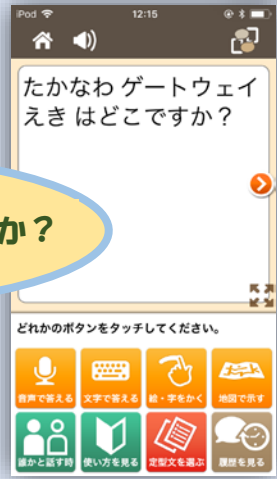 iPod 12:15
たかなわ ゲートウェイ
えき はどこですか？
か？
どれかのボタンをタッチしてください。
音声で答える 文字で答える 絵・字をかく 地図で示す
誰かと話す時 使い方を見る 定型文を選ぶ 履歴を見る